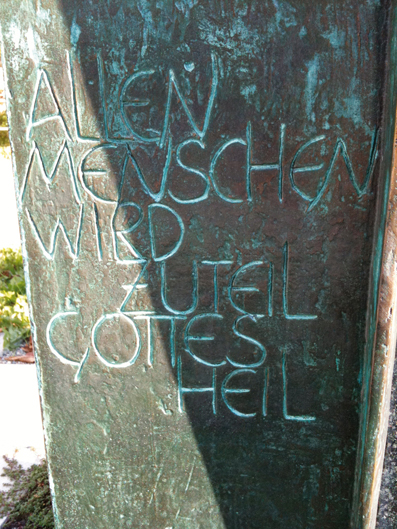 ALLEN
MENSCHEN
WIRD
ZUTEIL
GOTTES
HEIL